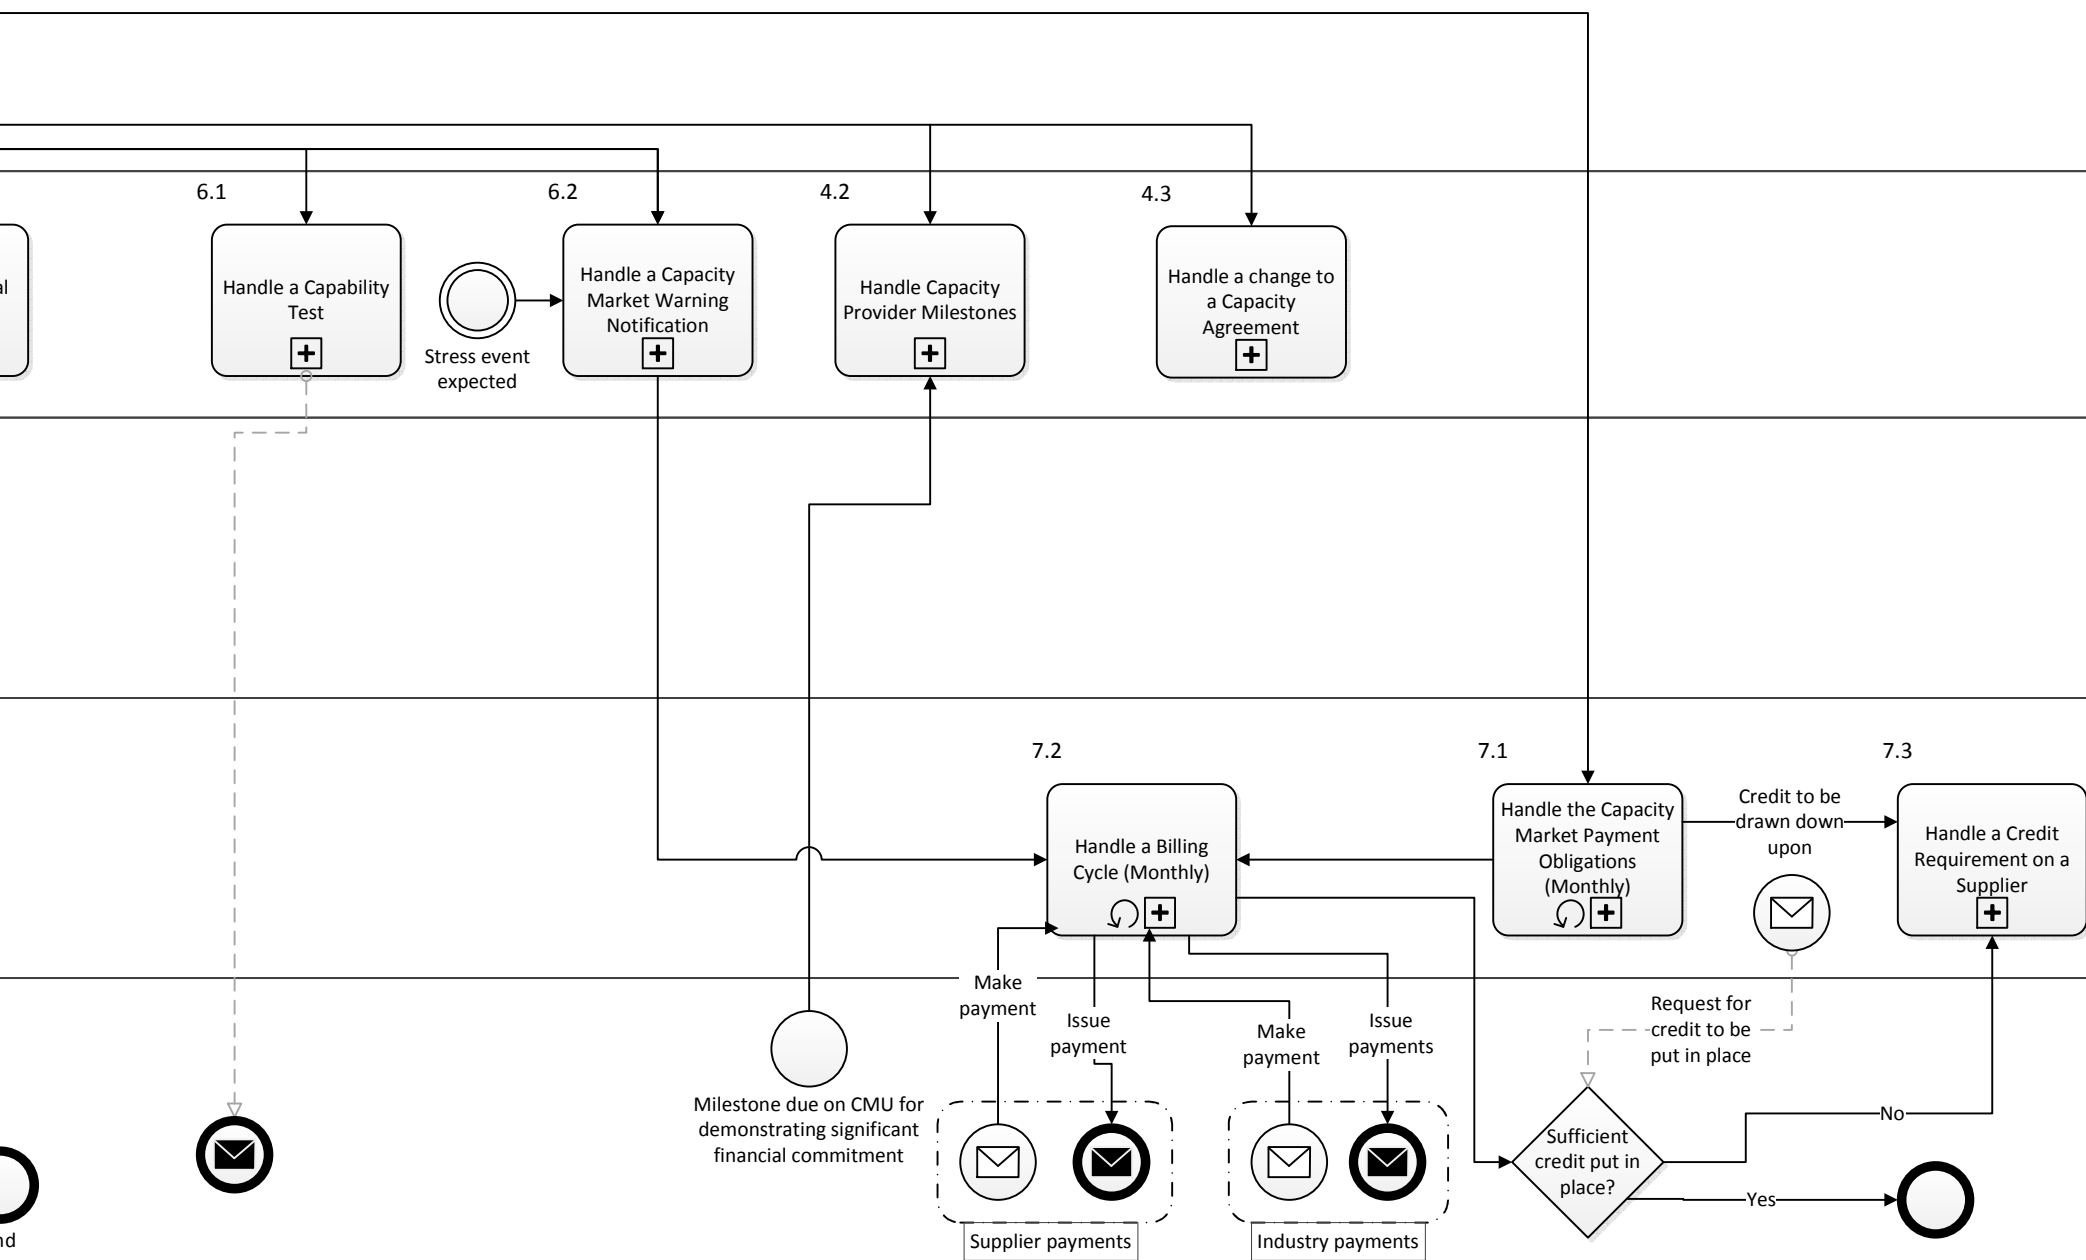 6.1
6.2
4.2
4.3
al
Handle a Capability
Test
Stress event
expected
Handle a Capacity
Market Warning
Notification
Handle Capacity
Provider Milestones
Handle a change to
a Capacity
Agreement
7.2
7.1
7.3
Handle a Billing
Cycle (Monthly)
Handle the Capacity
Market Payment
Obligations
(Monthly)
Credit to be
drawn down
upon
Handle a Credit
Requirement on a
Supplier
Make
payment
Issue
payment
Make
payment
Issue
payments
Request for
credit to be
put in place
Milestone due on CMU for
demonstrating significant
financial commitment
Sufficient
credit put in
place?
No
Yes
nd
Supplier payments
Industry payments